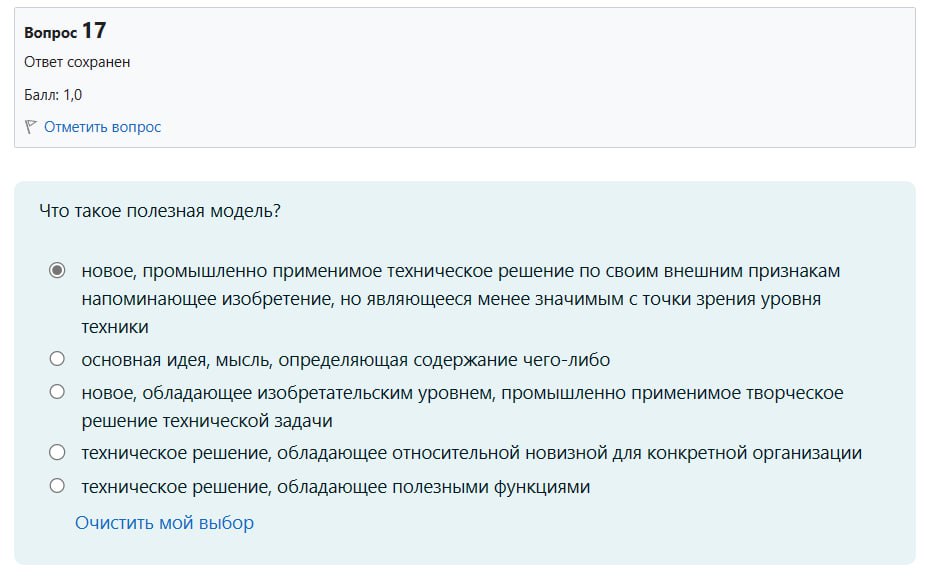 Вопрос 17
Ответ сохранен
Балл: 1,0
Отметить вопрос
Что такое полезная модель?
новое, промышленно применимое техническое решение по своим внешним признакам
напоминающее изобретение, но являющееся менее значимым с точки зрения уровня
техники
основная идея, мысль, определяющая содержание чего-либо
новое, обладающее изобретательским уровнем, промышленно применимое творческое
решение технической задачи
техническое решение, обладающее относительной новизной для конкретной организации
техническое решение, обладающее полезными функциями
Очистить мой выбор